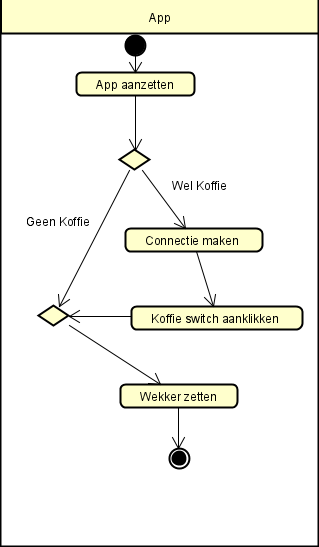 App
App aanzetten
Wel Koffie
Geen Koffie
Connectie maken
Koffie switch aanklikken
Wekker zetten